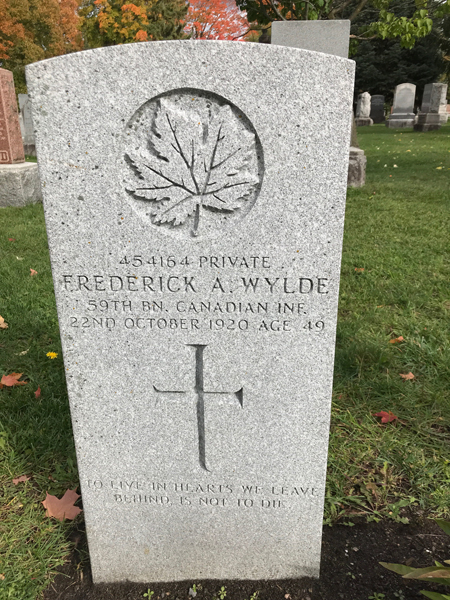 454164 PRIVATE
FREDERICK A. WYLDE
59TH BN. CANADIAN INF.
22ND OCTOBER 1920 AGE 49
TO LIVE IN HEARTS WE LEAVE
BEHIND IS NOT TO DIE